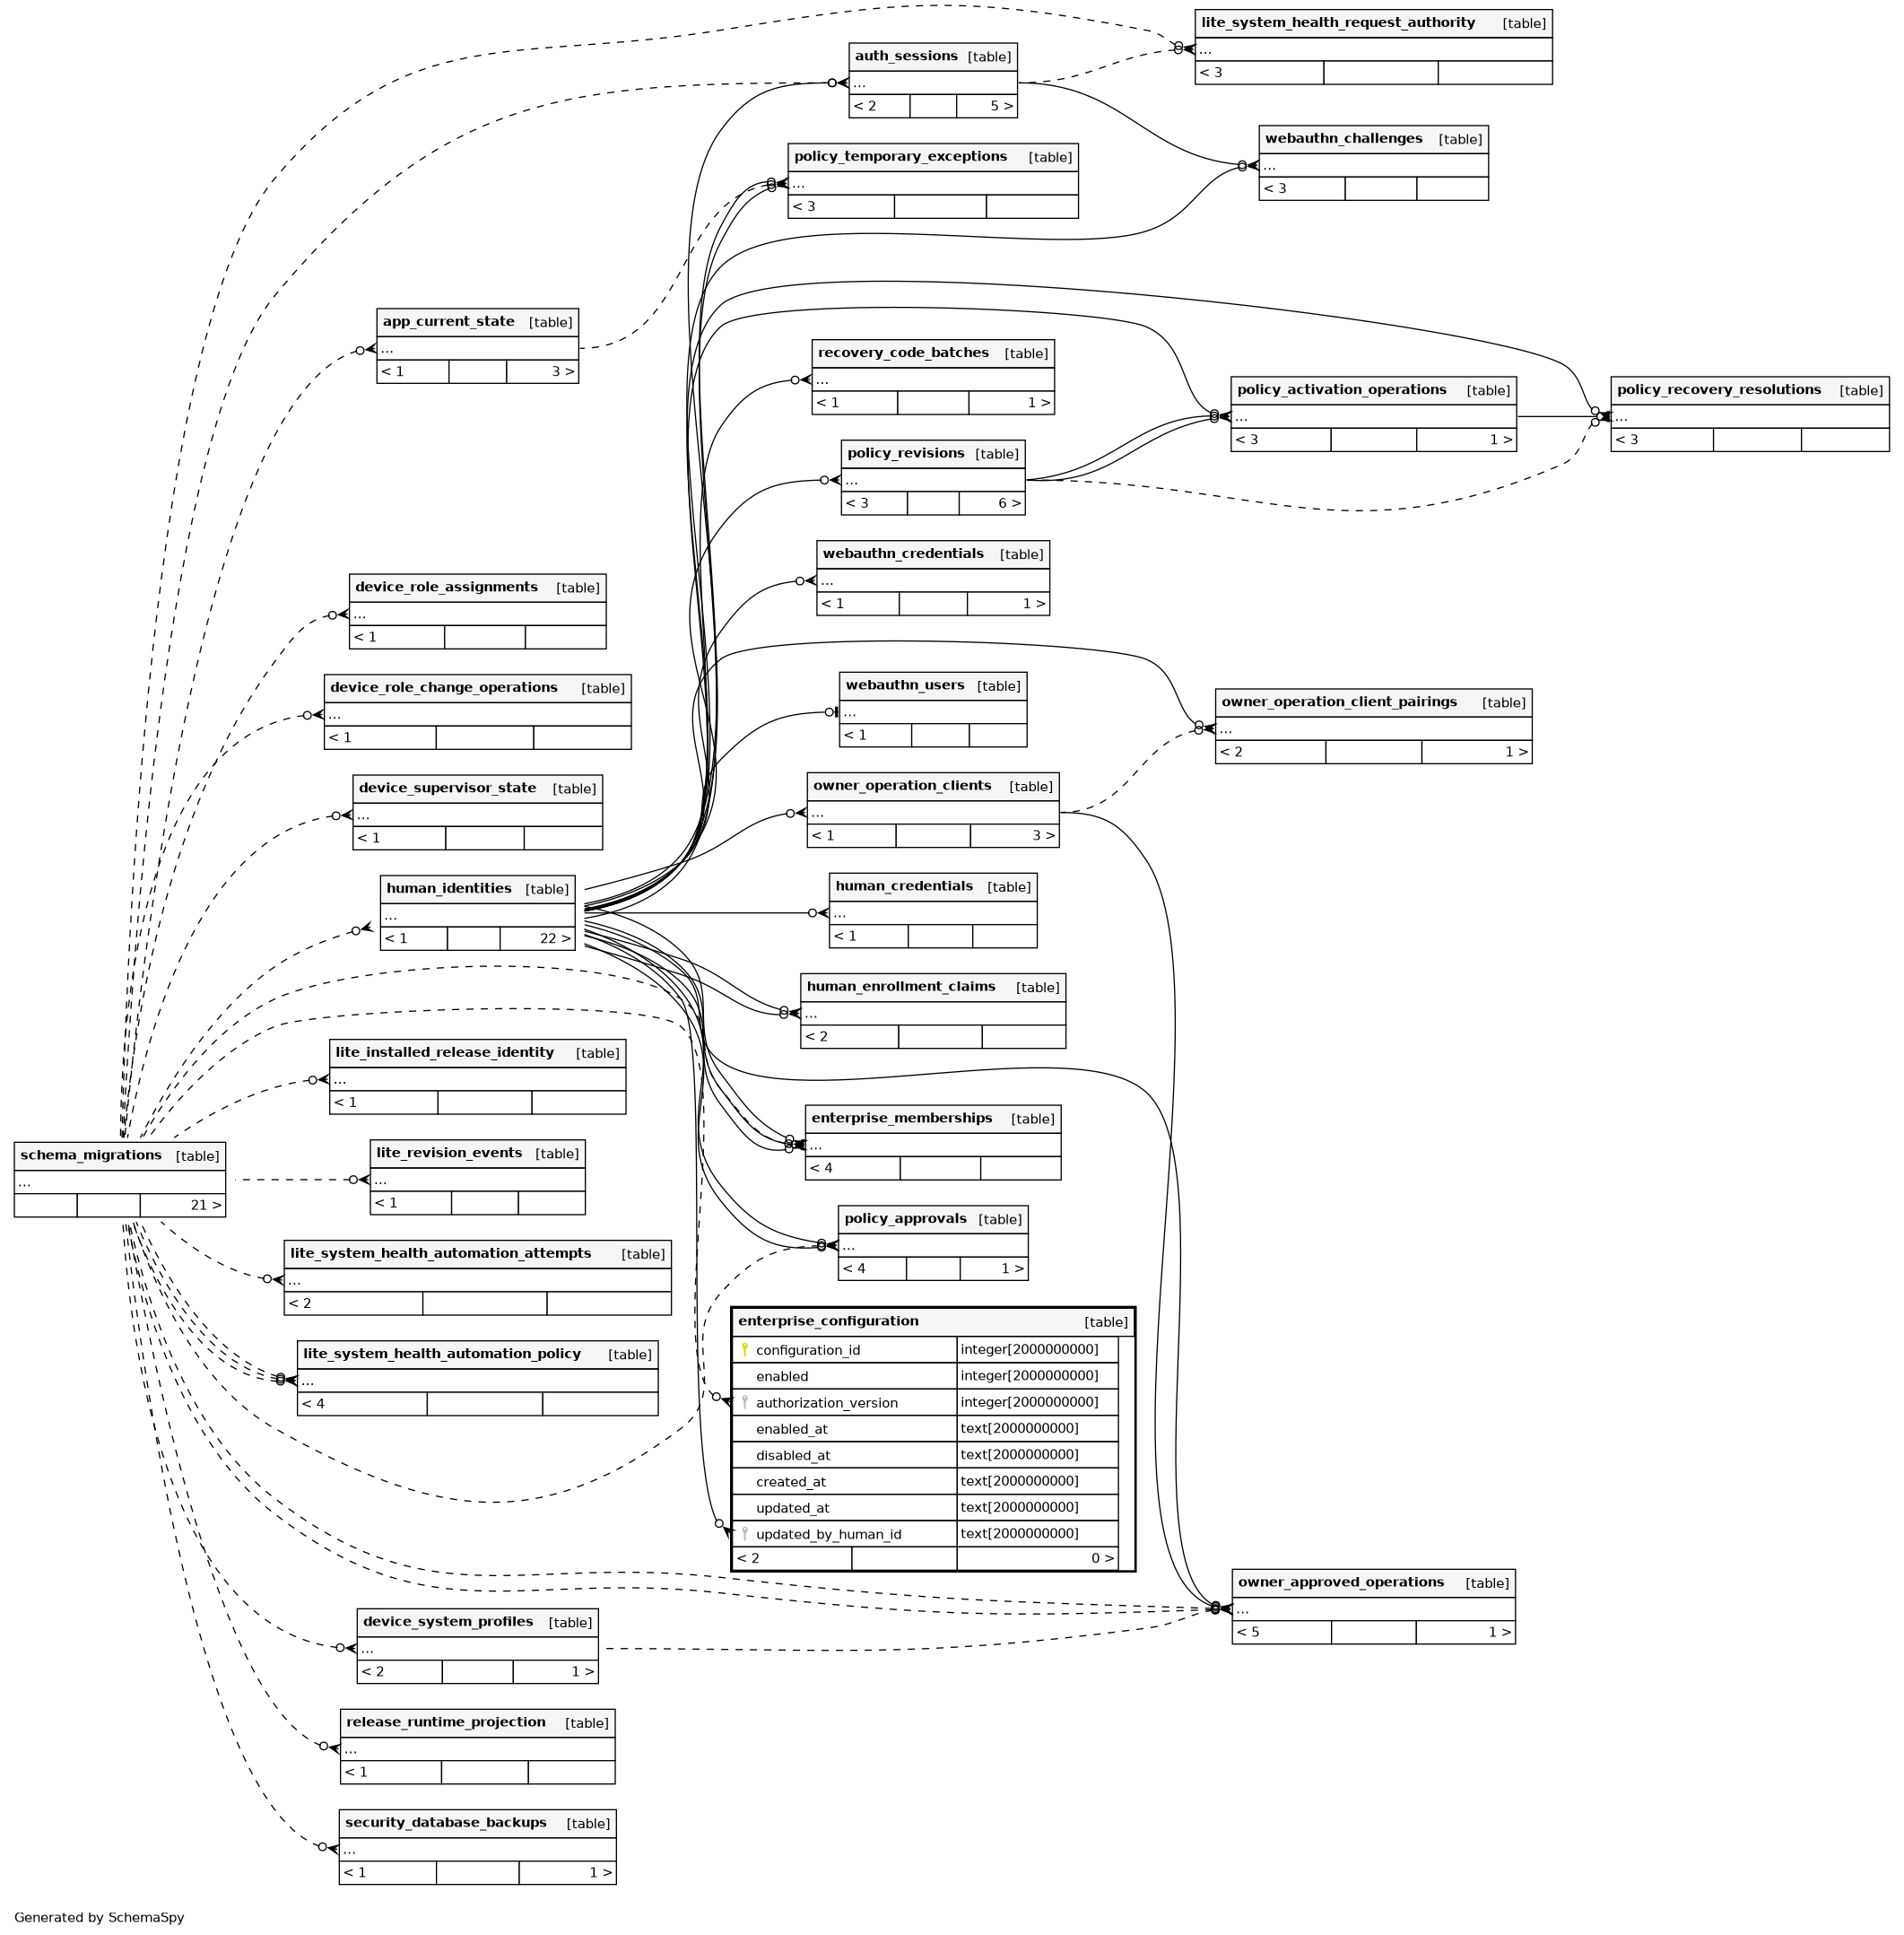 lite_system_health_request_authority [table]
...
< 3
auth_sessions [table]
...
< 2 5 >
webauthn_challenges [table]
...
< 3
policy_temporary_exceptions [table]
...
< 3
app_current_state [table]
...
< 1 3 >
recovery_code_batches [table]
...
< 1 1 >
policy_activation_operations [table]
...
< 3 1 >
policy_recovery_resolutions [table]
...
< 3
policy_revisions [table]
...
< 3 6 >
webauthn_credentials [table]
...
< 1 1 >
device_role_assignments [table]
...
< 1
device_role_change_operations [table]
...
< 1
webauthn_users [table]
...
< 1
owner_operation_client_pairings [table]
...
< 2 1 >
device_supervisor_state [table]
...
< 1
owner_operation_clients [table]
...
< 1 3 >
human_identities [table]
...
< 1 22 >
human_credentials [table]
...
< 1
human_enrollment_claims [table]
...
< 2
lite_installed_release_identity [table]
...
< 1
enterprise_memberships [table]
...
< 4
schema_migrations [table]
...
21 >
lite_revision_events [table]
...
< 1
policy_approvals [table]
...
< 4 1 >
lite_system_health_automation_attempts [table]
...
< 2
lite_system_health_automation_policy [table]
...
< 4
enterprise_configuration [table]
configuration_id integer[2000000000]
enabled integer[2000000000]
authorization_version integer[2000000000]
enabled_at text[2000000000]
disabled_at text[2000000000]
created_at text[2000000000]
updated_at text[2000000000]
updated_by_human_id text[2000000000]
< 2 0 >
owner_approved_operations [table]
...
< 5 1 >
device_system_profiles [table]
...
< 2 1 >
release_runtime_projection [table]
...
< 1
security_database_backups [table]
...
< 1 1 >
Generated by SchemaSpy